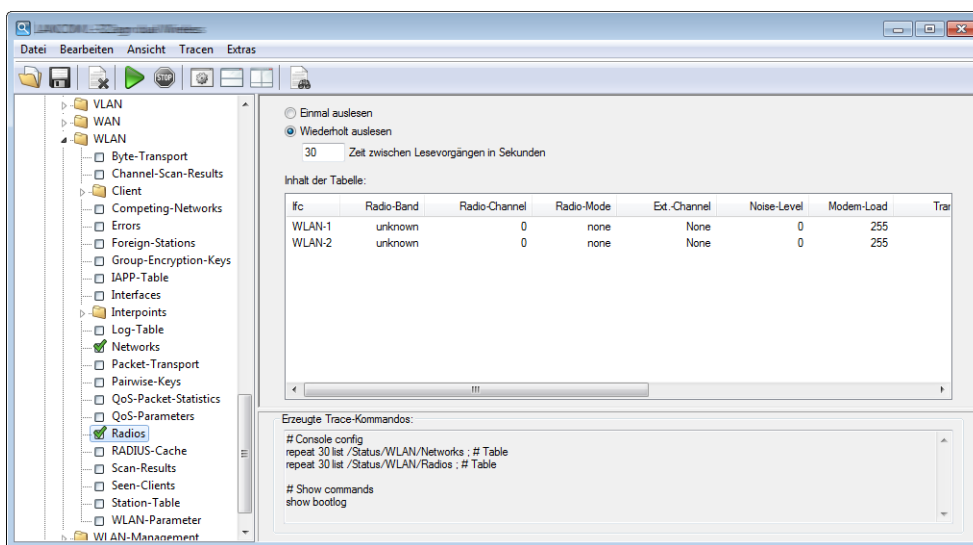 Datei Bearbeiten Ansicht Tracen Extras
STOP
VLAN
WAN
WLAN
Byte-Transport
Channel-Scan-Results
Client
Competing-Networks
Errors
Foreign-Stations
Group-Encryption-Keys
IAPP-Table
Interfaces
Interpoints
Log-Table
Networks
Packet-Transport
Pairwise-Keys
QoS-Packet-Statistics
QoS-Parameters
Radios
RADIUS-Cache
Scan-Results
Seen-Clients
Station-Table
WLAN-Parameter
WLAN-Management
Einmal auslesen
Wiederholt auslesen
30 Zeit zwischen Lesevorgängen in Sekunden
Inhalt der Tabelle:
Ifc Radio-Band Radio-Channel Radio-Mode Ext.-Channel Noise-Level Modem-Load Tran
WLAN-1 unknown 0 none None 0 255
WLAN-2 unknown 0 none None 0 255
Erzeugte Trace-Kommandos:
# Console config
repeat 30 list /Status/WLAN/Networks ; # Table
repeat 30 list /Status/WLAN/Radios ; # Table
# Show commands
show bootlog